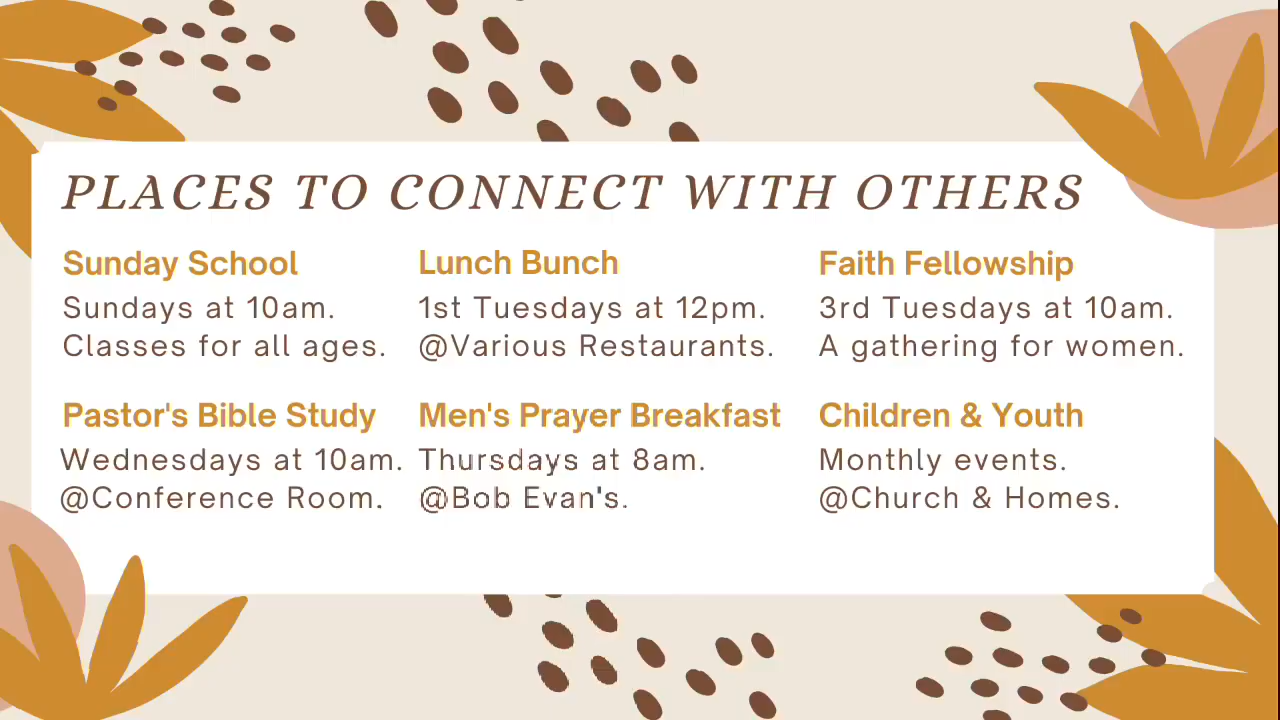 PLACES TO CONNECT WITH OTHERS
Sunday School
Sundays at 10am.
Classes for all ages.
Lunch Bunch
1st Tuesdays at 12pm.
@Various Restaurants.
Faith Fellowship
3rd Tuesdays at 10am.
A gathering for women.
Pastor's Bible Study
Wednesdays at 10am.
@Conference Room.
Men's Prayer Breakfast
Thursdays at 8am.
@Bob Evan's.
Children & Youth
Monthly events.
@Church & Homes.